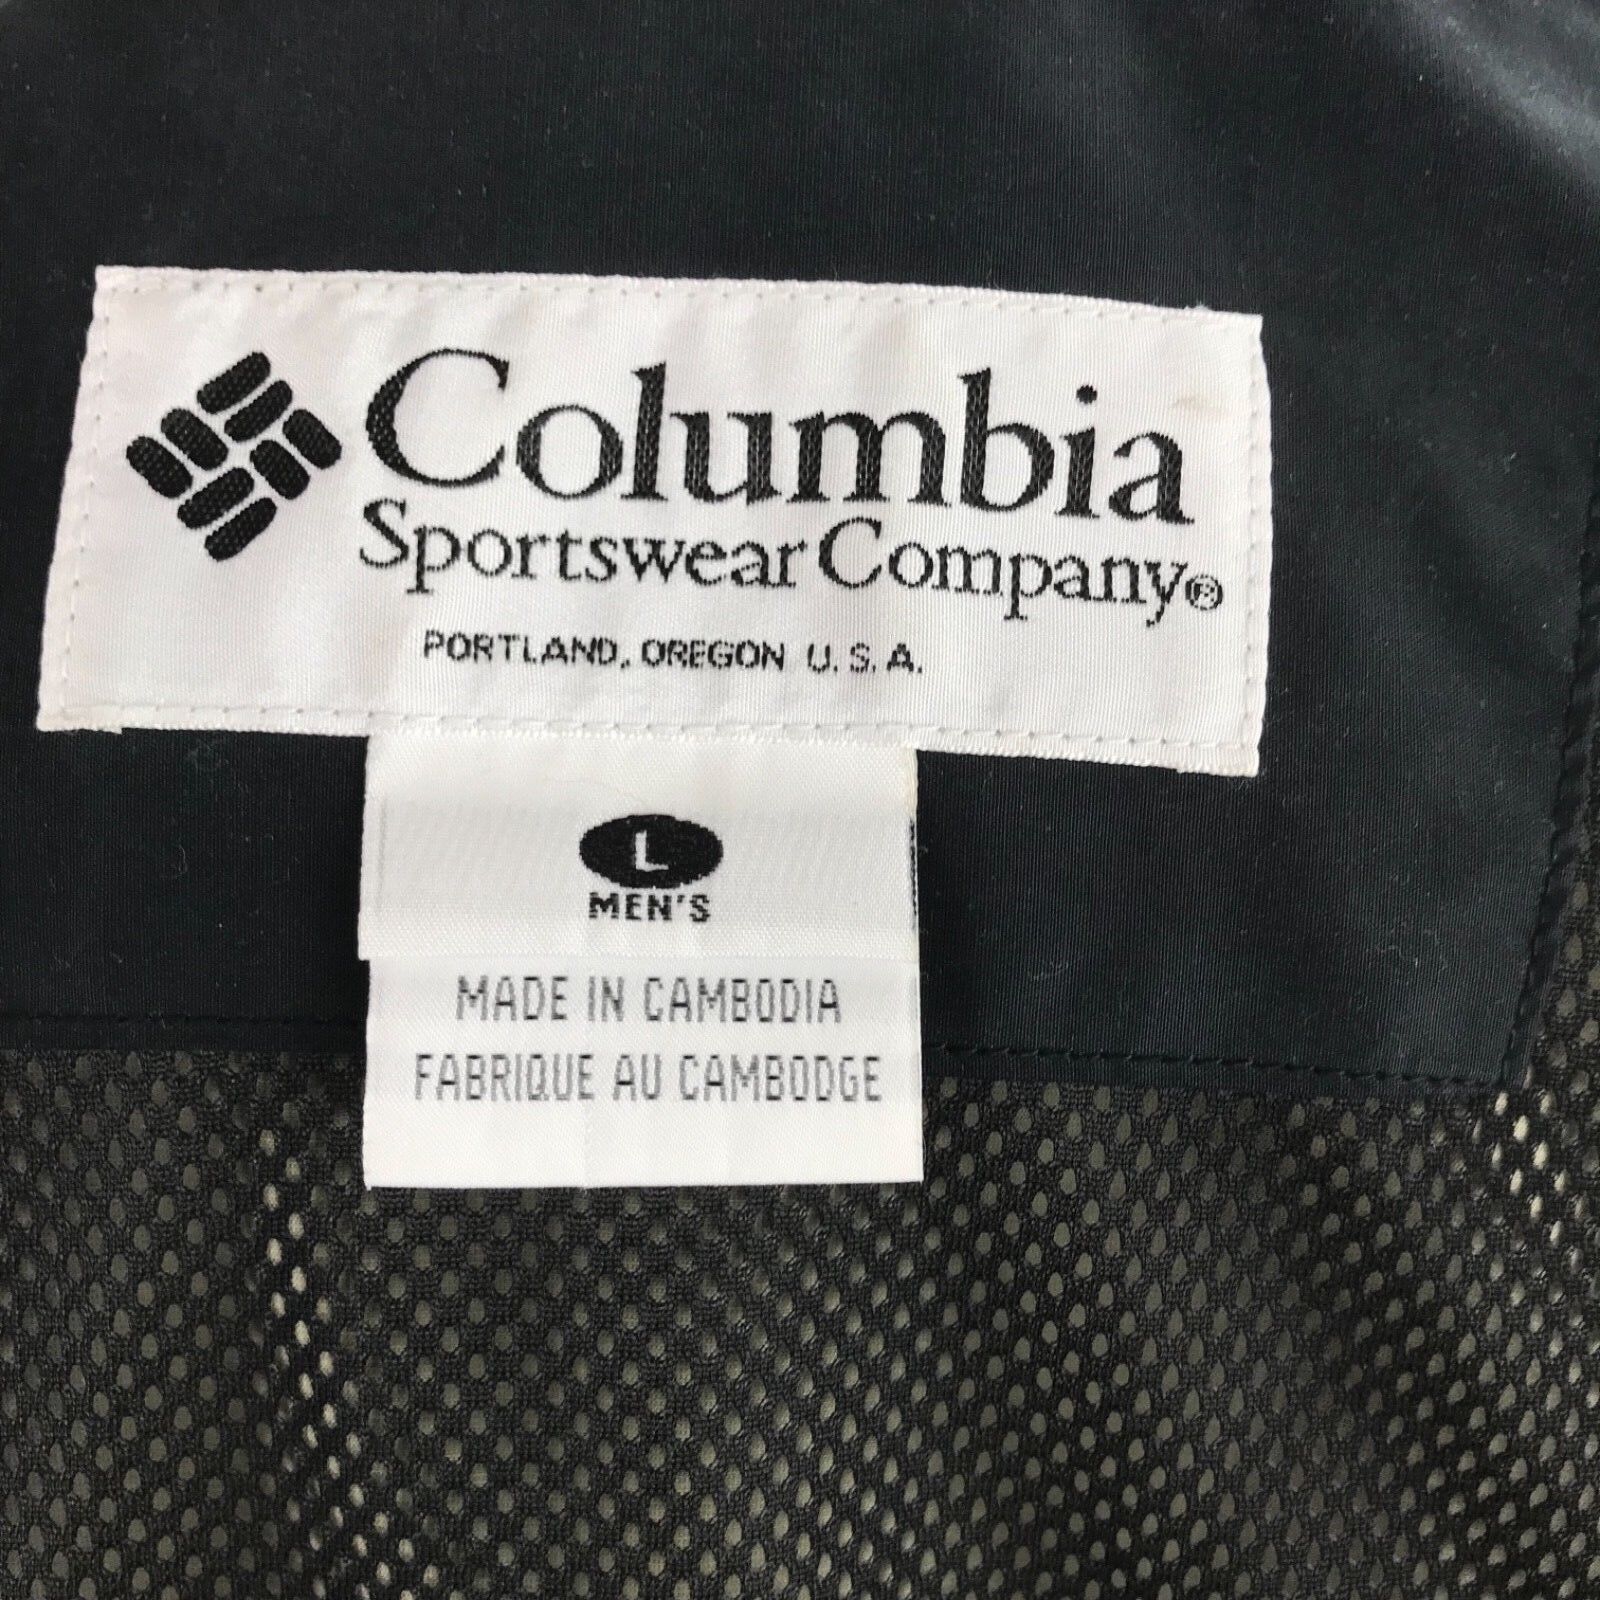 Columbia
Sportswear Company®
PORTLAND, OREGON U.S.A.
L
MEN'S
MADE IN CAMBODIA
FABRIQUE AU CAMBODGE